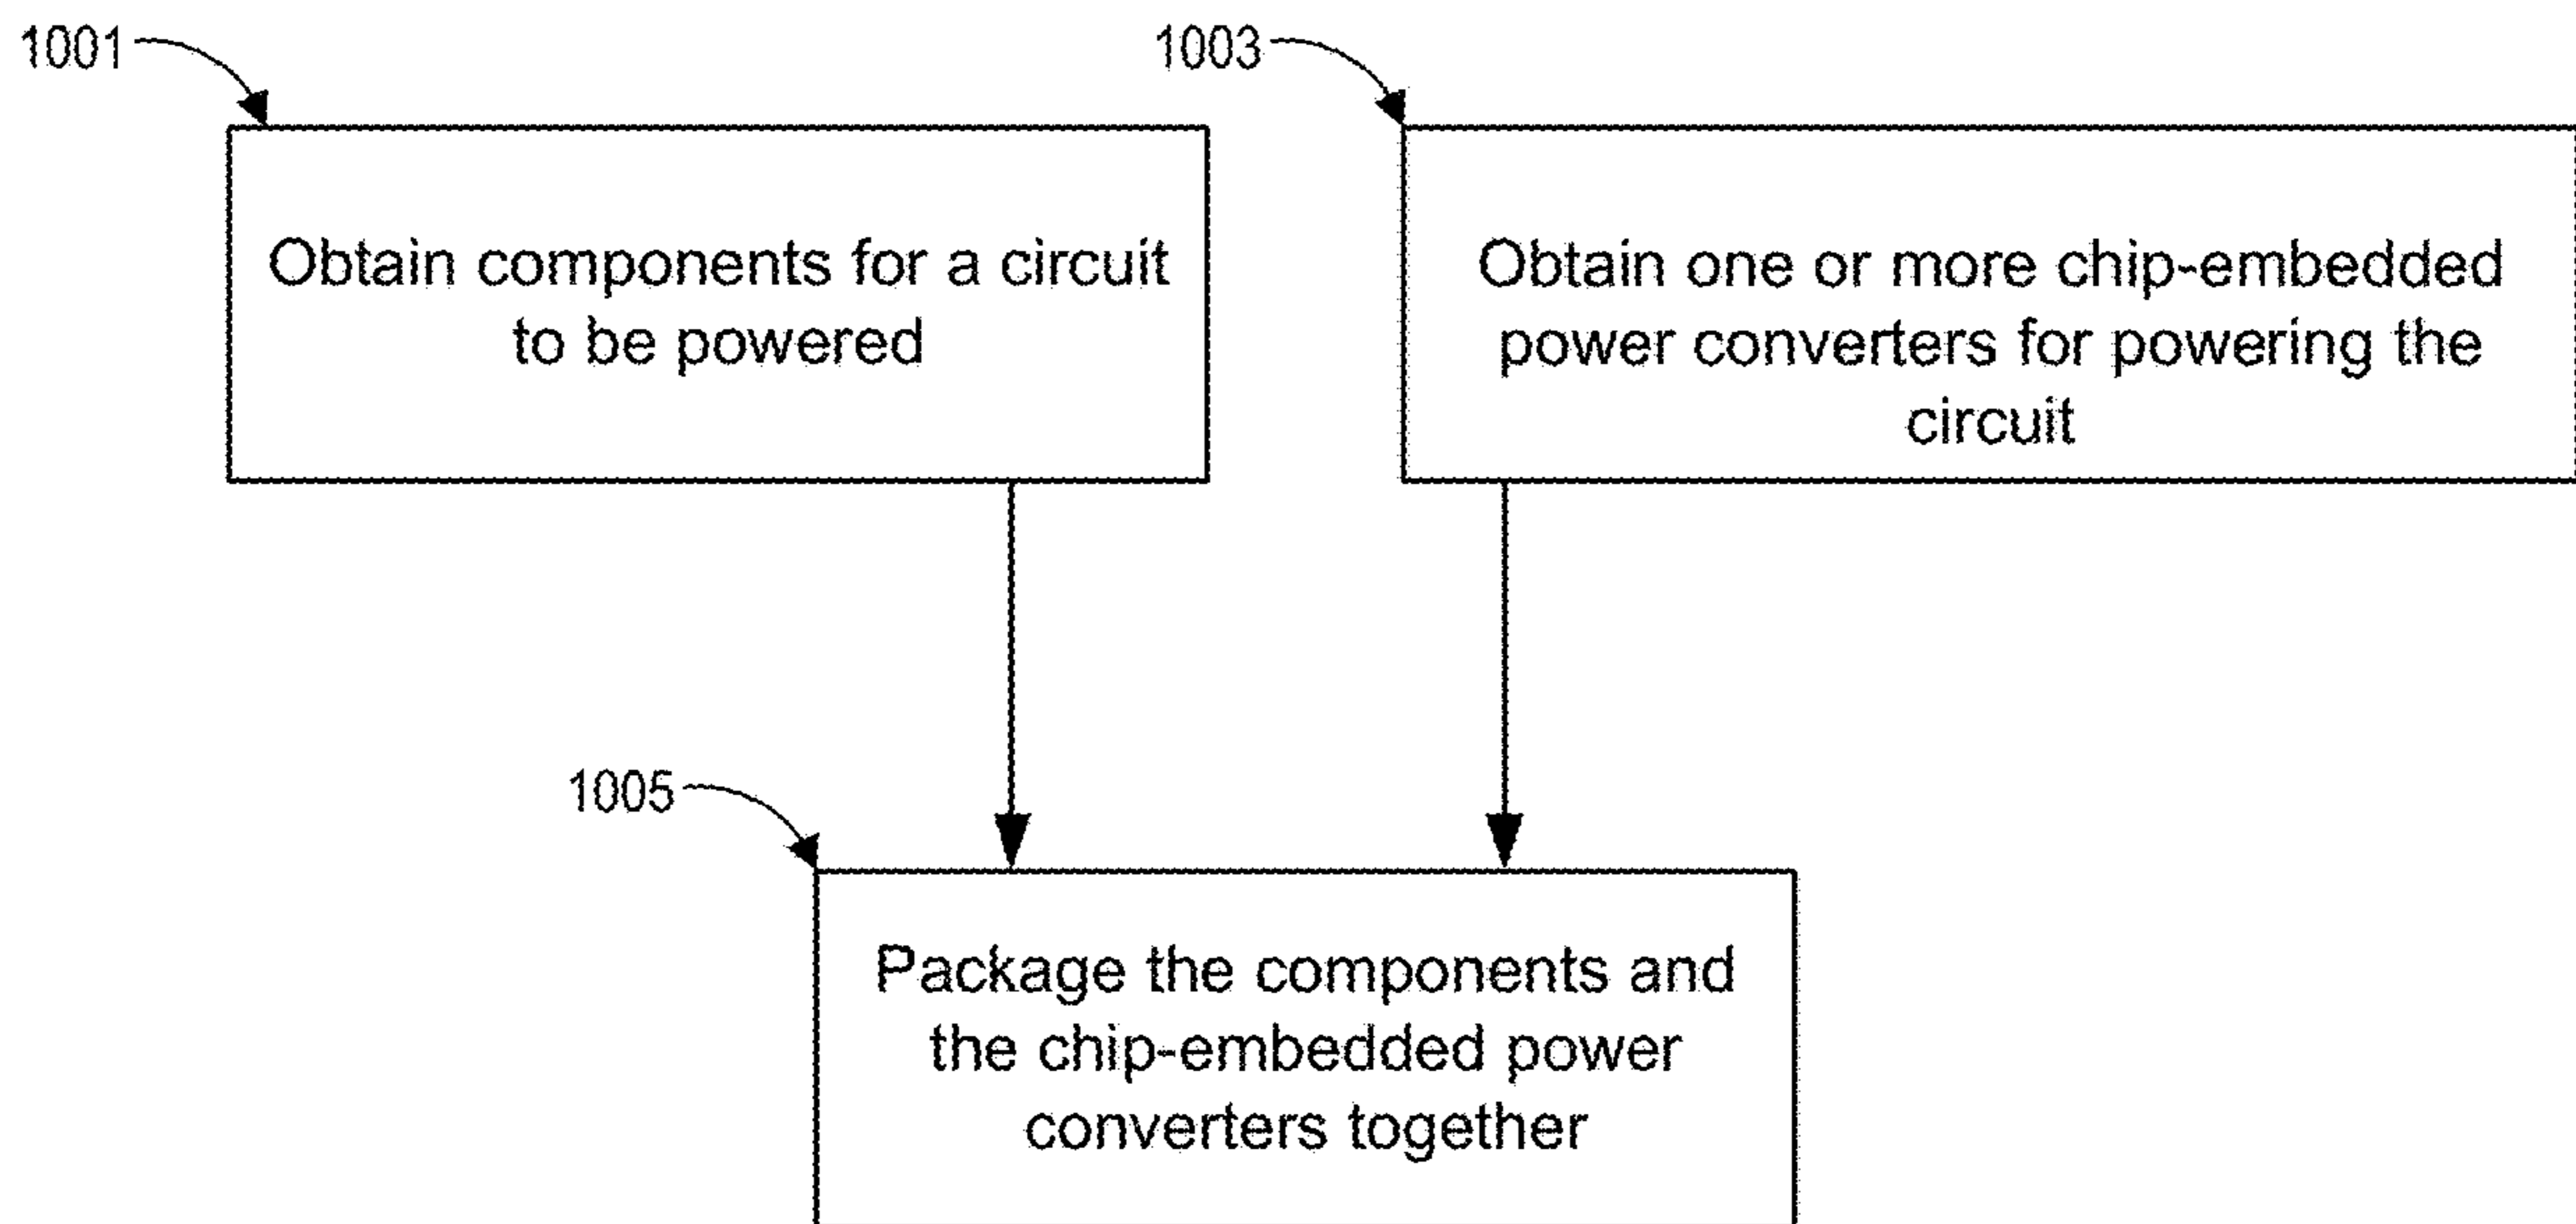 1001
1003
Obtain components for a circuit
to be powered
Obtain one or more chip-embedded
power converters for powering the
circuit
1005
Package the components and
the chip-embedded power
converters together